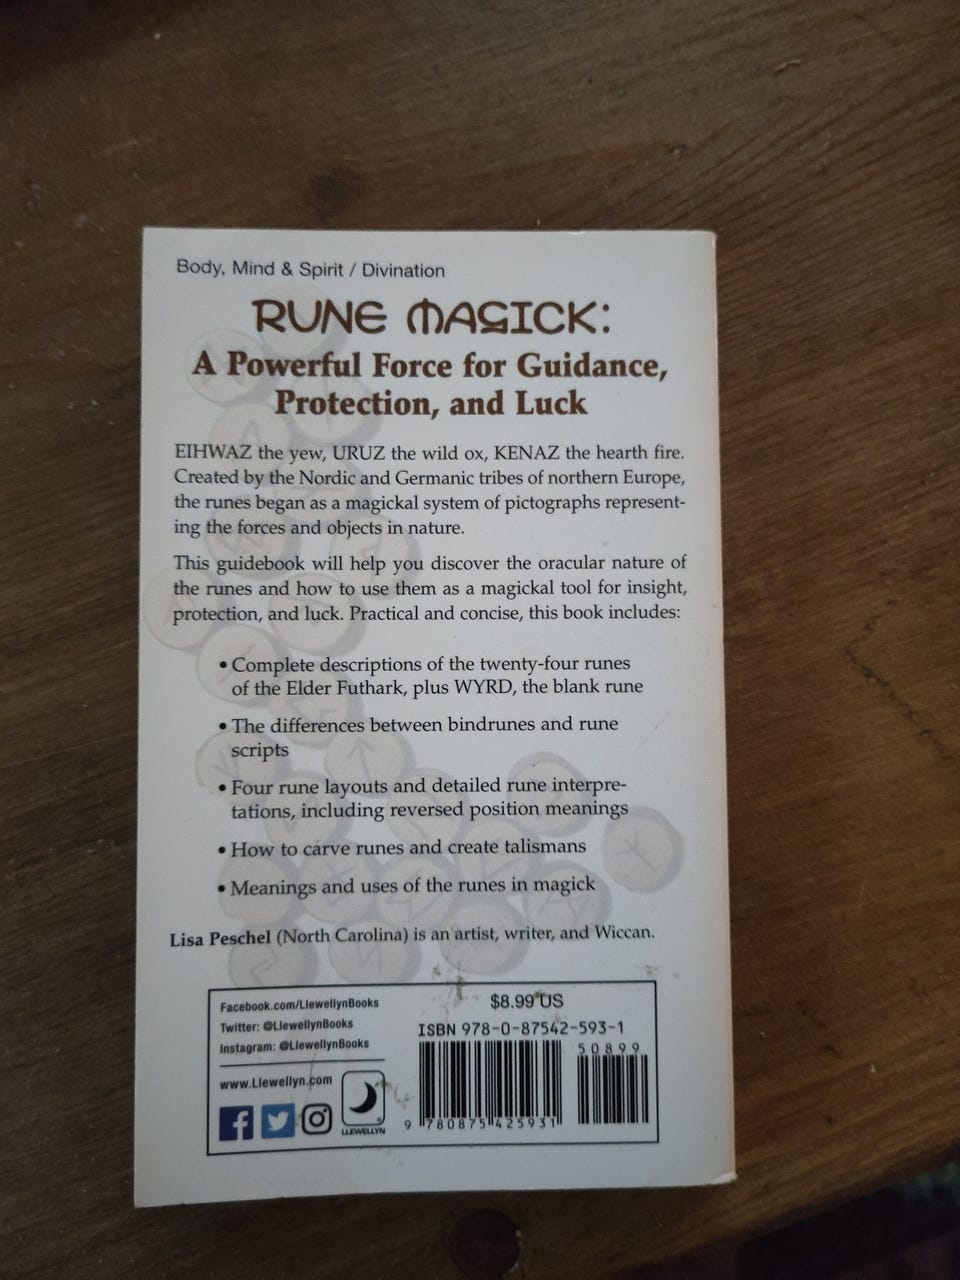 Body, Mind & Spirit / Divination
RUNE MAGICK:
A Powerful Force for Guidance,
Protection, and Luck
EIHWAZ the yew, URUZ the wild ox, KENAZ the hearth fire.
Created by the Nordic and Germanic tribes of northern Europe,
the runes began as a magickal system of pictographs represent-
ing the forces and objects in nature.
This guidebook will help you discover the oracular nature of
the runes and how to use them as a magickal tool for insight,
protection, and luck. Practical and concise, this book includes:
• Complete descriptions of the twenty-four runes
of the Elder Futhark, plus WYRD, the blank rune
• The differences between bindrunes and rune
scripts
• Four rune layouts and detailed rune interpre-
tations, including reversed position meanings
• How to carve runes and create talismans
• Meanings and uses of the runes in magick
Lisa Peschel (North Carolina) is an artist, writer, and Wiccan.
Facebook.com/LlewellynBooks
Twitter: @LlewellynBooks
Instagram: @LlewellynBooks
www.Llewellyn.com
LLEWELLYN
$8.99 US
ISBN 978-0-87542-593-1
50899
9 780875 425931